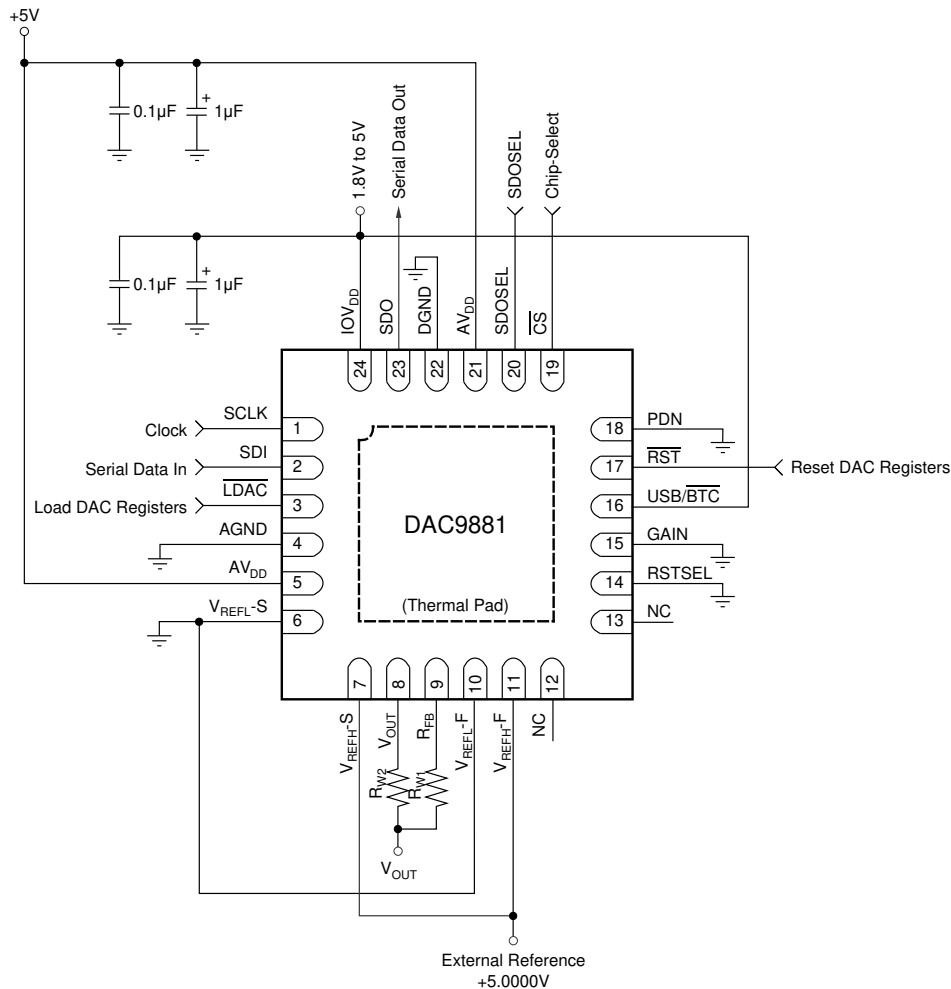 +5V
0.1µF
+
1µF
1.8V to 5V
Serial Data Out
SDOSEL
Chip-Select
0.1µF
+
1µF
IOVDD
SDO
DGND
AVDD
SDOSEL
CS
24
23
22
21
20
19
Clock
SCLK
1
Serial Data In
SDI
2
Load DAC Registers
LDAC
3
AGND
4
AVDD
5
VREFL-S
6
DAC9881
(Thermal Pad)
18
PDN
17
RST
Reset DAC Registers
16
USB/BTC
15
GAIN
14
RSTSEL
13
NC
7
8
9
10
11
12
VREFH-S
VOUT
RFB
VREFL-F
VREFH-F
NC
RW2
RW1
VOUT
External Reference
+5.0000V